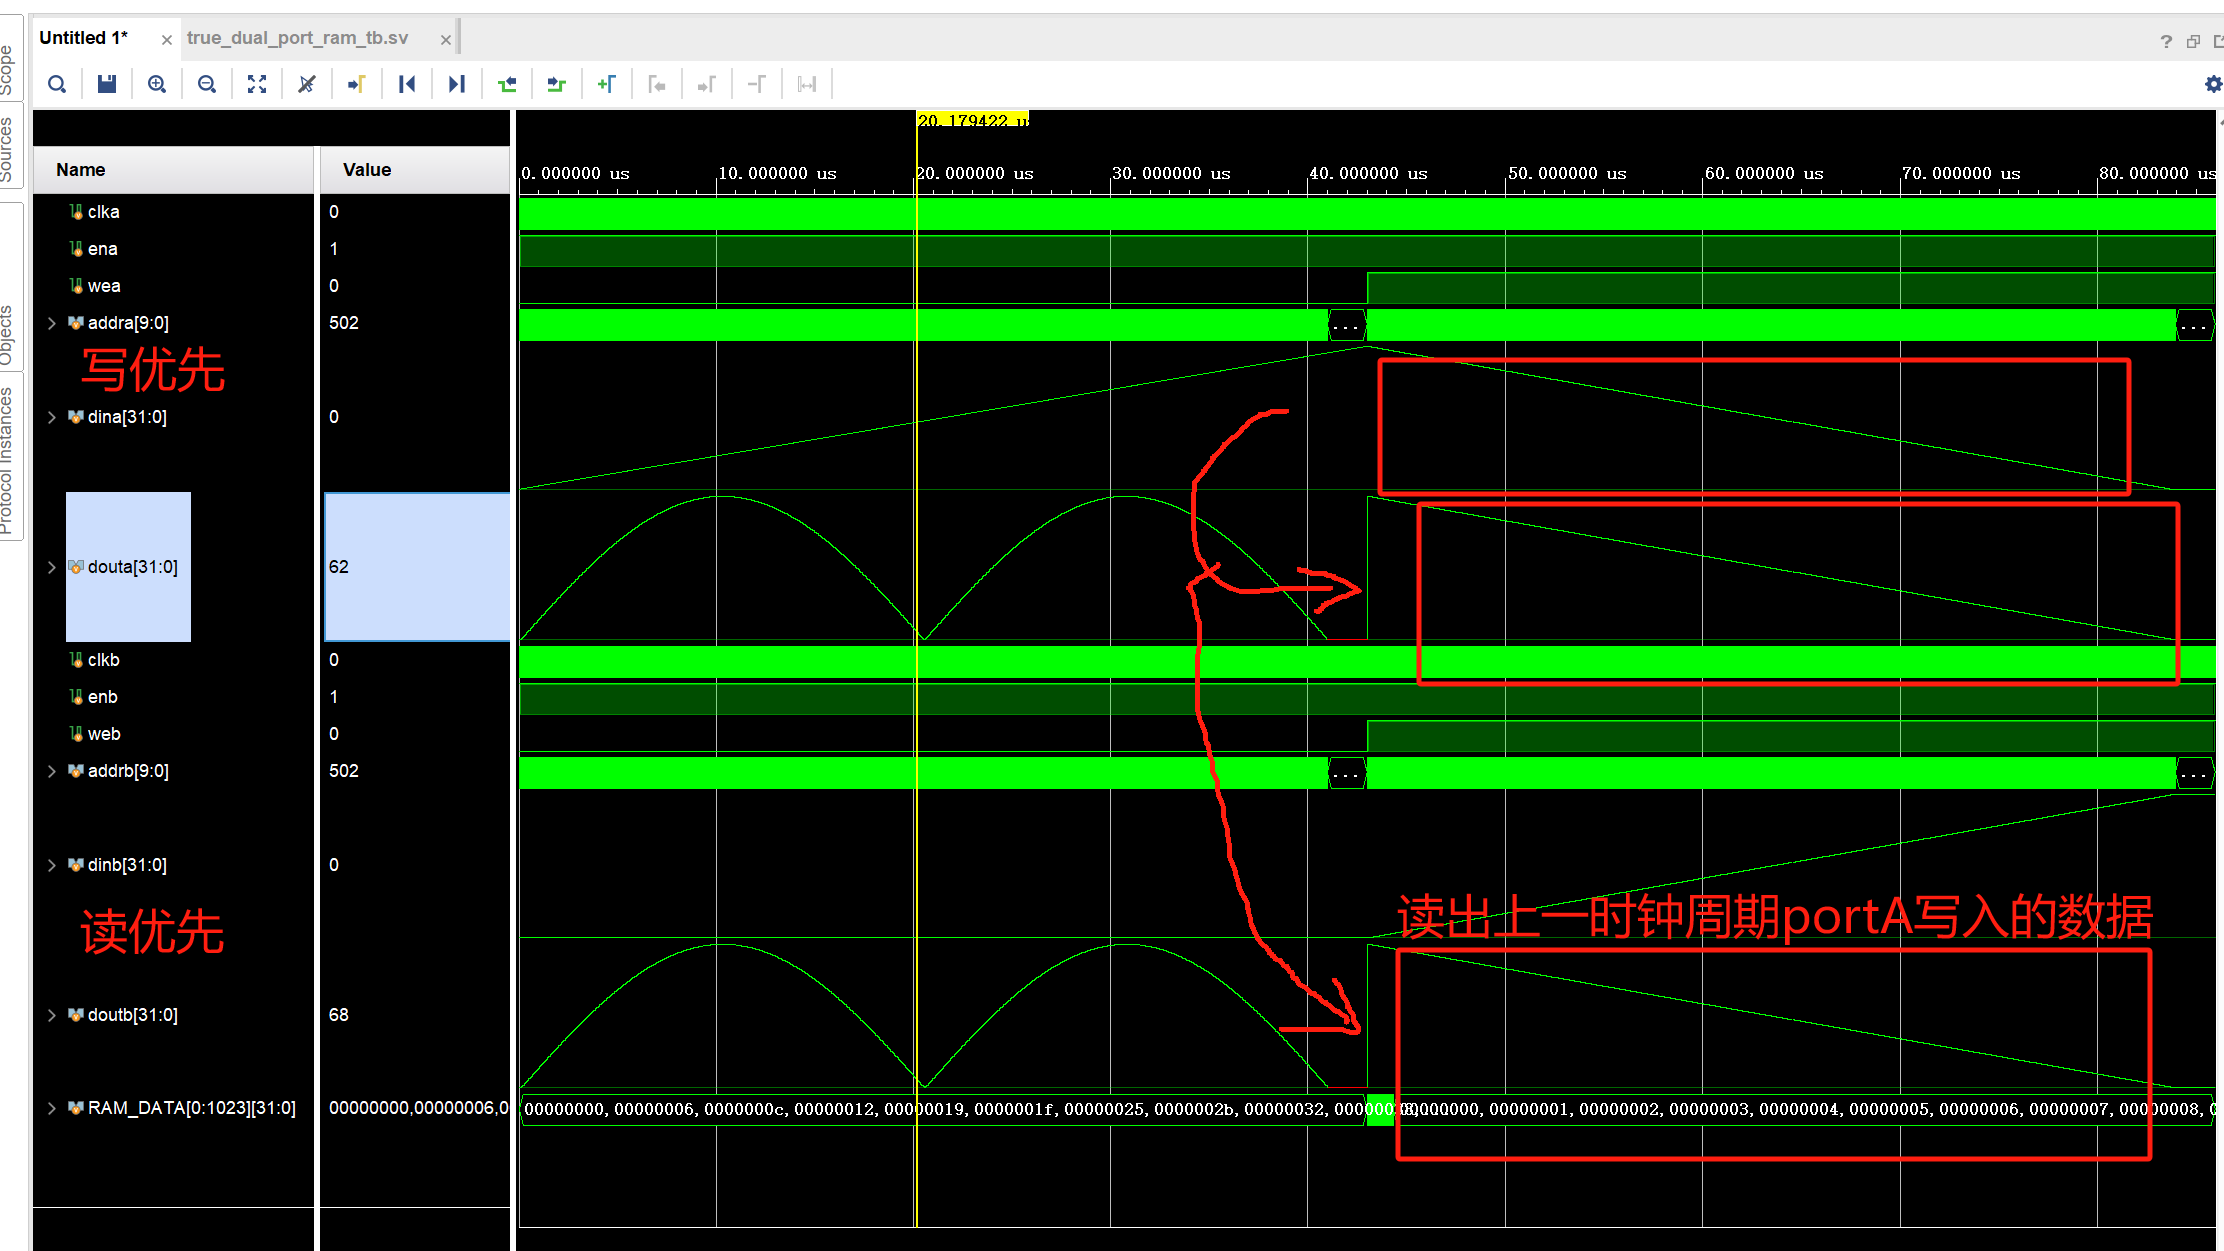 Untitled 1*
true_dual_port_ram_tb.sv
?
Scope
Sources
Objects
Protocol Instances
20.179422 u
Name
Value
0.000000 us
10.000000 us
20.000000 us
30.000000 us
40.000000 us
50.000000 us
60.000000 us
70.000000 us
80.000000 us
clka
0
ena
1
wea
0
addra[9:0]
502
...
...
写优先
dina[31:0]
0
douta[31:0]
62
clkb
0
enb
1
web
0
addrb[9:0]
502
...
...
dinb[31:0]
0
读优先
读出上一时钟周期portA写入的数据
doutb[31:0]
68
RAM_DATA[0:1023][31:0]
00000000,00000006,0
00000000,00000006,0000000c,00000012,00000019,0000001f,00000025,0000002b,00000032,
00000001,00000002,00000003,00000004,00000005,00000006,00000007,00000008,